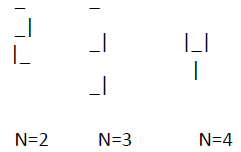 _ _
_| _| |_|
|_ _| |
N=2 N=3 N=4